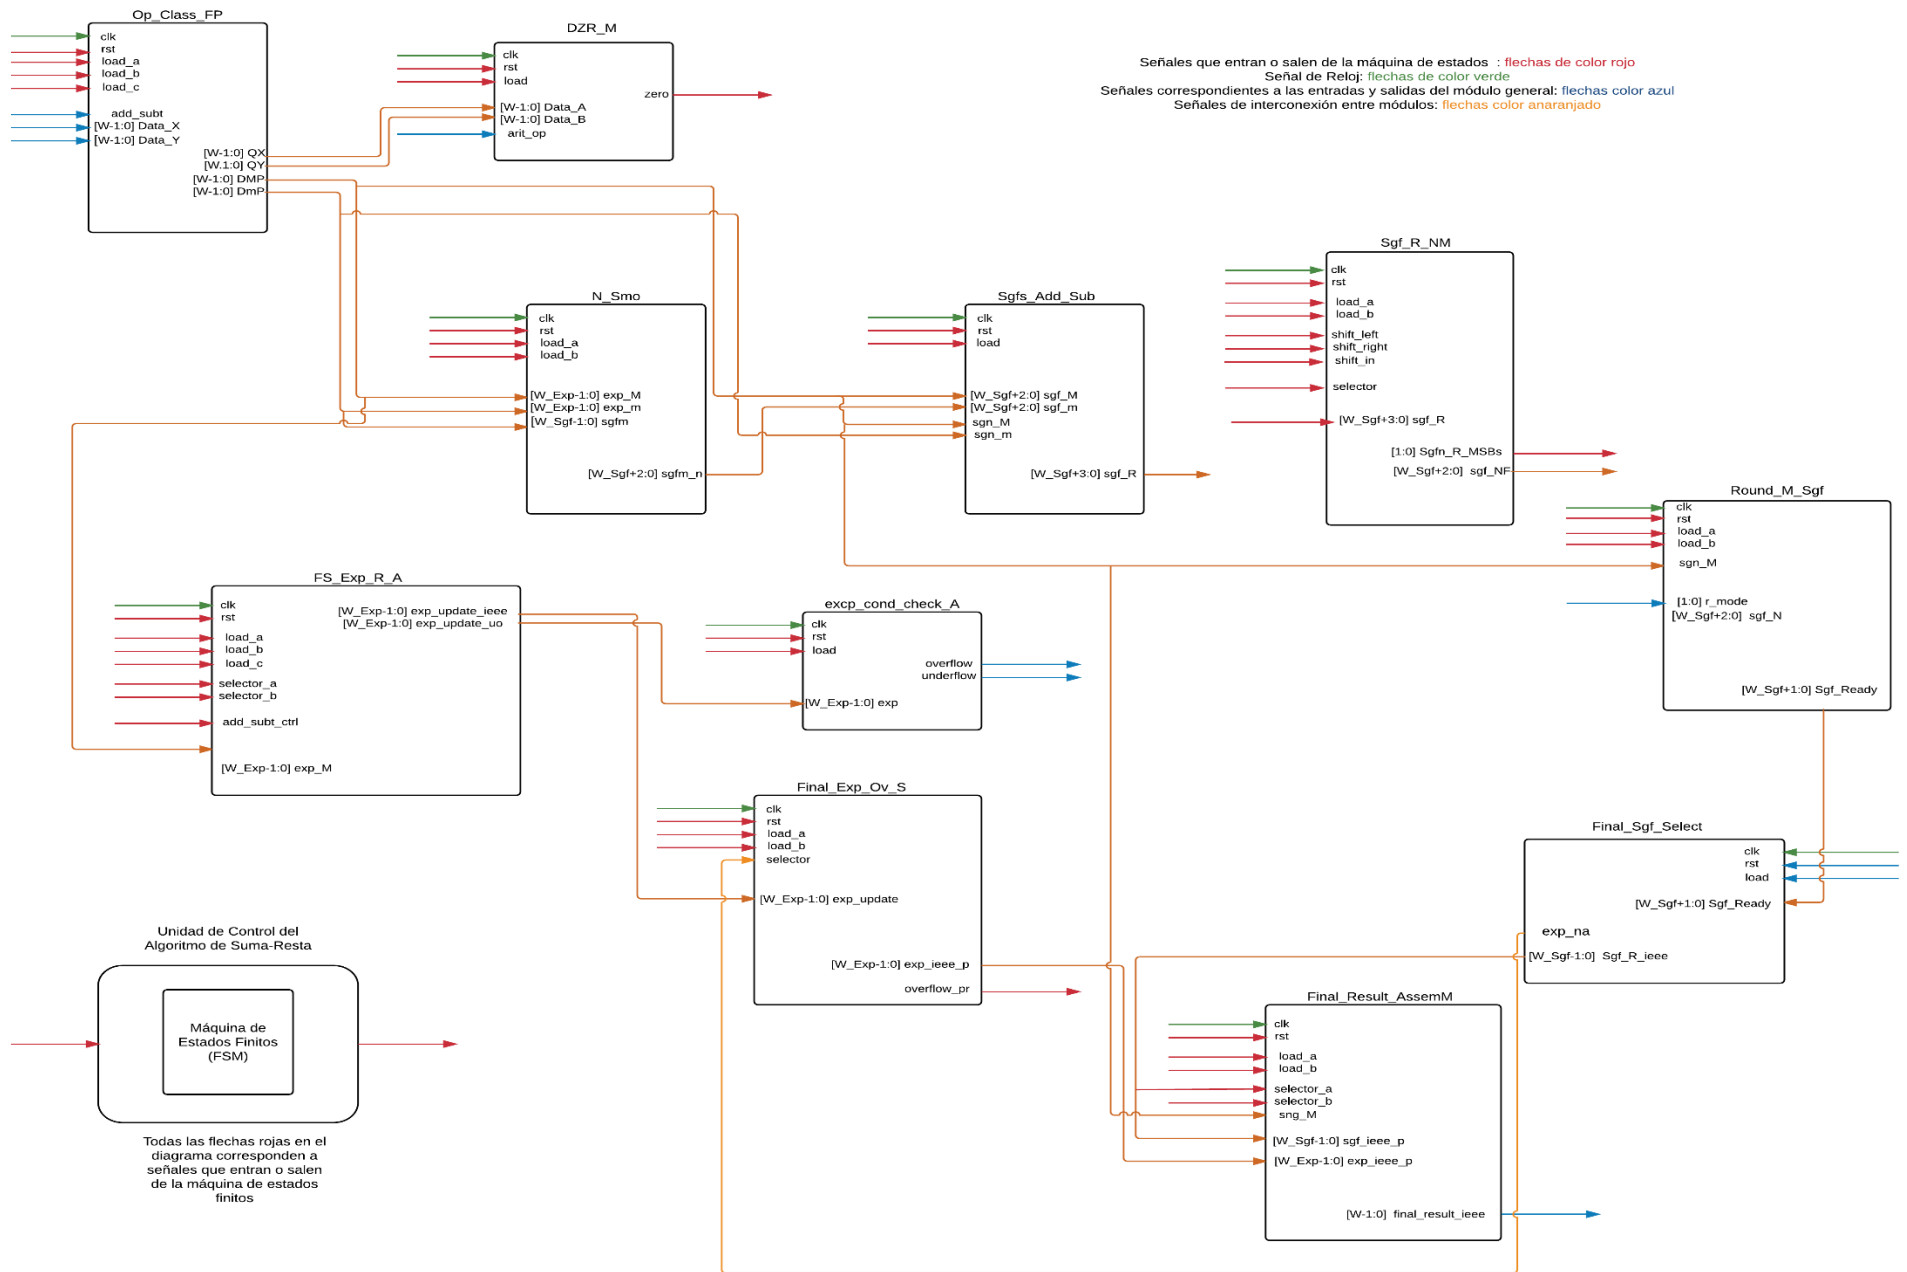 Op_Class_FP
clk
rst
load_a
load_b
load_c
add_subt
[W-1:0] Data_X
[W-1:0] Data_Y
[W-1:0] QX
[W.1:0] QY
[W-1:0] DMP
[W-1:0] DmP
DZR_M
clk
rst
load
zero
[W-1:0] Data_A
[W-1:0] Data_B
arit_op
Señales que entran o salen de la máquina de estados : flechas de color rojo
Señal de Reloj: flechas de color verde
Señales correspondientes a las entradas y salidas del módulo general: flechas color azul
Señales de interconexión entre módulos: flechas color anaranjado
N_Smo
clk
rst
load_a
load_b
[W_Exp-1:0] exp_M
[W_Exp-1:0] exp_m
[W_Sgf-1:0] sgfm
[W_Sgf+2:0] sgfm_n
Sgfs_Add_Sub
clk
rst
load
[W_Sgf+2:0] sgf_M
[W_Sgf+2:0] sgf_m
sgn_M
sgn_m
[W_Sgf+3:0] sgf_R
Sgf_R_NM
clk
rst
load_a
load_b
shift_left
shift_right
shift_in
selector
[W_Sgf+3:0] sgf_R
[1:0] Sgfn_R_MSBs
[W_Sgf+2:0] sgf_NF
Round_M_Sgf
clk
rst
load_a
load_b
sgn_M
[1:0] r_mode
[W_Sgf+2:0] sgf_N
[W_Sgf+1:0] Sgf_Ready
FS_Exp_R_A
clk
rst
load_a
load_b
load_c
selector_a
selector_b
add_subt_ctrl
[W_Exp-1:0] exp_M
[W_Exp-1:0] exp_update_ieee
[W_Exp-1:0] exp_update_uo
excp_cond_check_A
clk
rst
load
overflow
underflow
[W_Exp-1:0] exp
Final_Exp_Ov_S
clk
rst
load_a
load_b
selector
[W_Exp-1:0] exp_update
[W_Exp-1:0] exp_ieee_p
overflow_pr
Final_Sgf_Select
clk
rst
load
[W_Sgf+1:0] Sgf_Ready
exp_na
[W_Sgf-1:0] Sgf_R_ieee
Unidad de Control del
Algoritmo de Suma-Resta
Máquina de
Estados Finitos
(FSM)
Todas las flechas rojas en el
diagrama corresponden a
señales que entran o salen
de la máquina de estados
finitos
Final_Result_AssemM
clk
rst
load_a
load_b
selector_a
selector_b
sng_M
[W_Sgf-1:0] sgf_ieee_p
[W_Exp-1:0] exp_ieee_p
[W-1:0] final_result_ieee